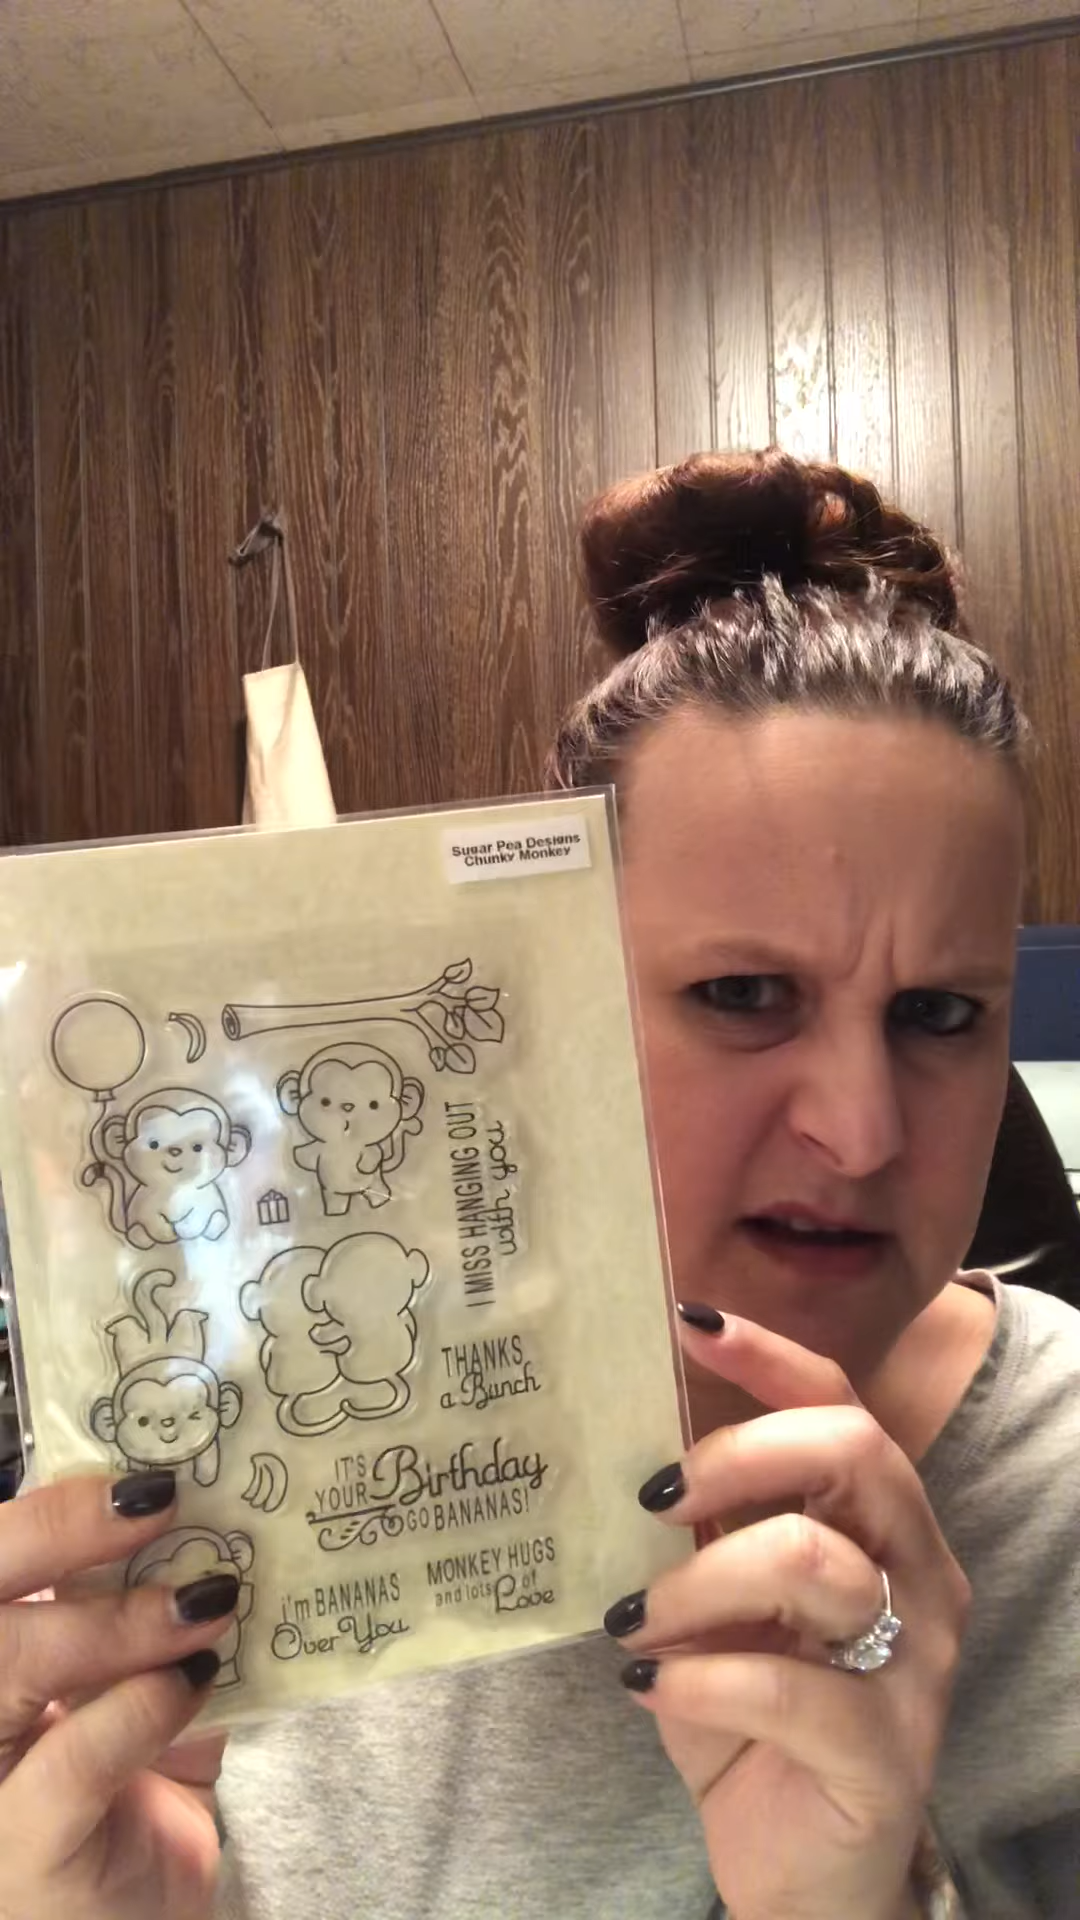 Sugar Pea Designs
Chunky Monkey
I MISS HANGING OUT
with you
THANKS
a Bunch
IT'S
YOUR Birthday
GO BANANAS!
i'm BANANAS
Over You
MONKEY HUGS
and lots of
Love